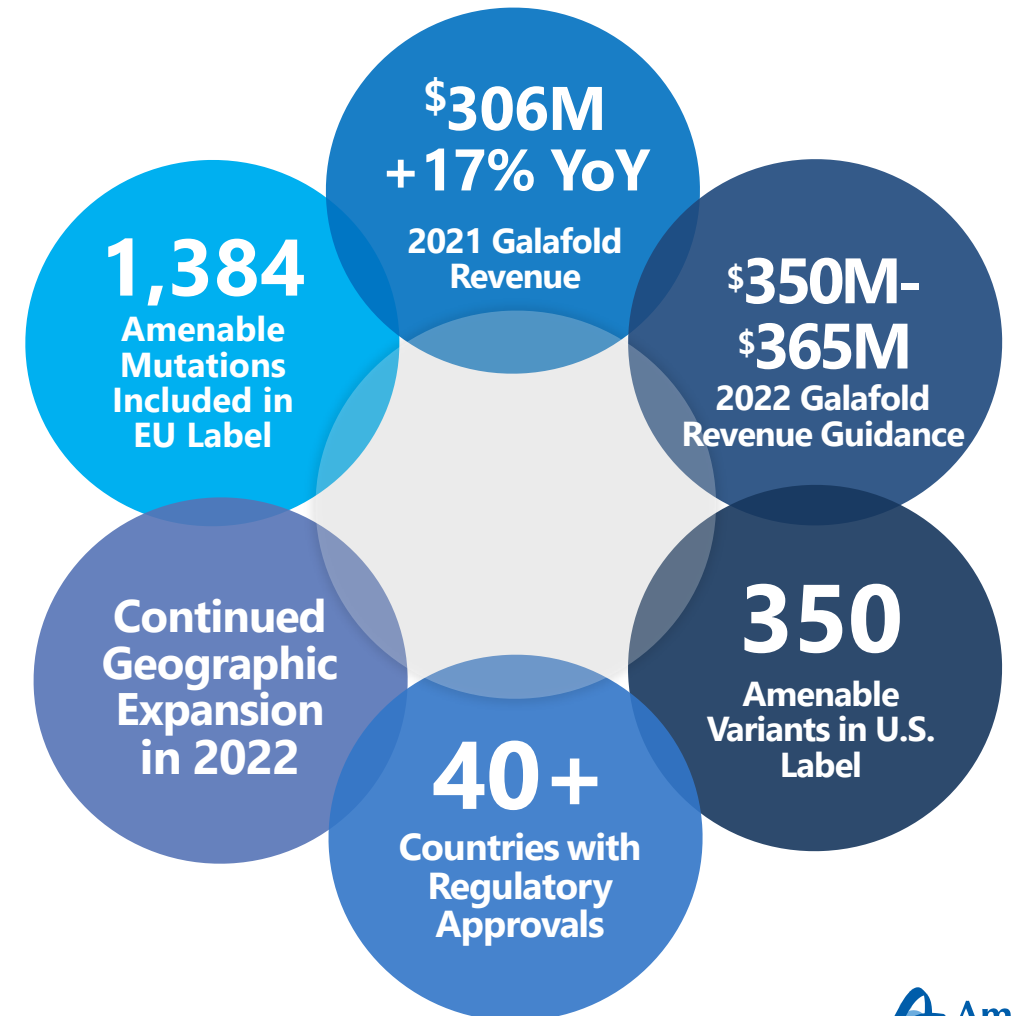 $306M
+17% YoY
2021 Galafold
Revenue
$350M-
$365M
2022 Galafold
Revenue Guidance
350
Amenable
Variants in U.S.
Label
40+
Countries with
Regulatory
Approvals
Continued
Geographic
Expansion
in 2022
1,384
Amenable
Mutations
Included in
EU Label